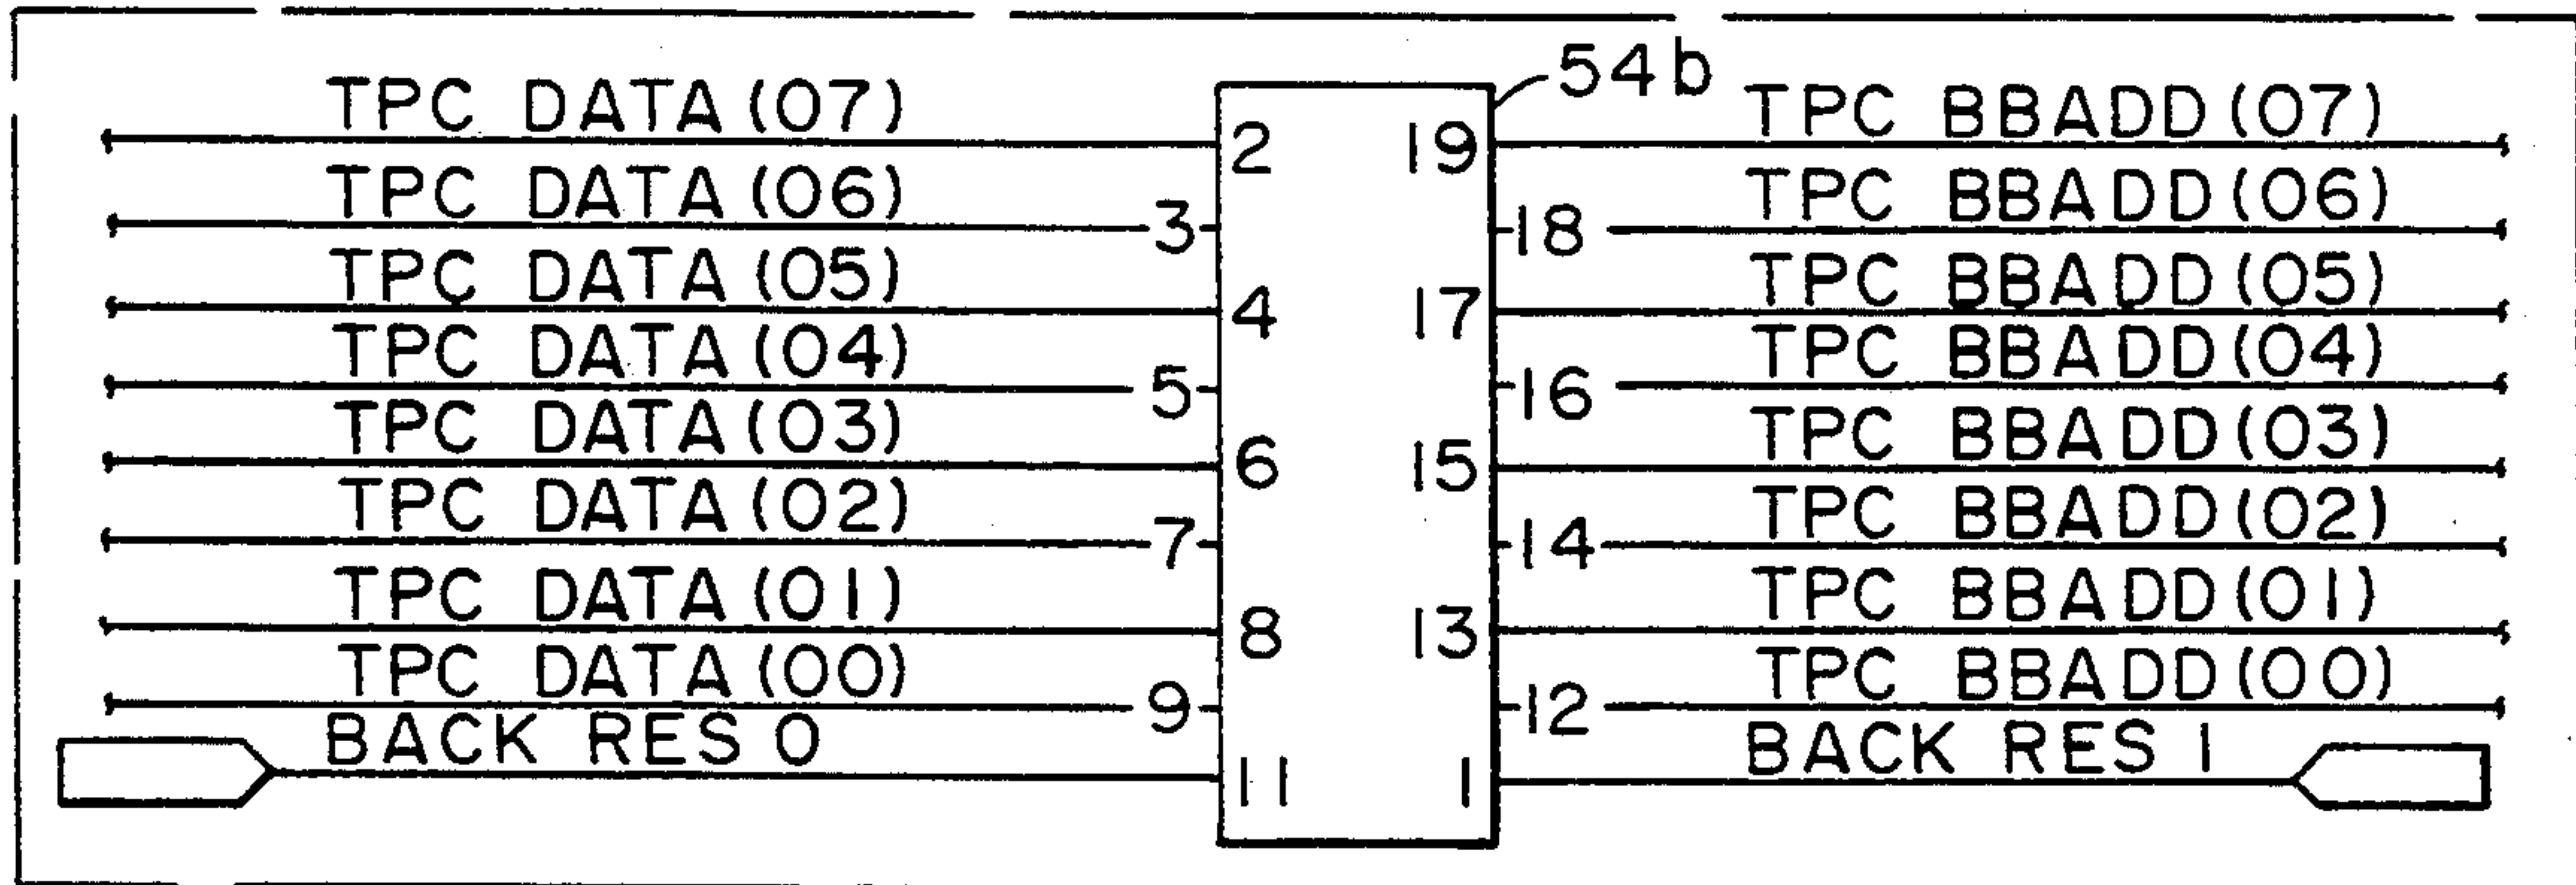 54b
TPC DATA(07) 2 19 TPC BBADD(07)
TPC DATA(06) 3 18 TPC BBADD(06)
TPC DATA(05) 4 17 TPC BBADD(05)
TPC DATA(04) 5 16 TPC BBADD(04)
TPC DATA(03) 6 15 TPC BBADD(03)
TPC DATA(02) 7 14 TPC BBADD(02)
TPC DATA(01) 8 13 TPC BBADD(01)
TPC DATA(00) 9 12 TPC BBADD(00)
BACK RES 0 11 1 BACK RES 1